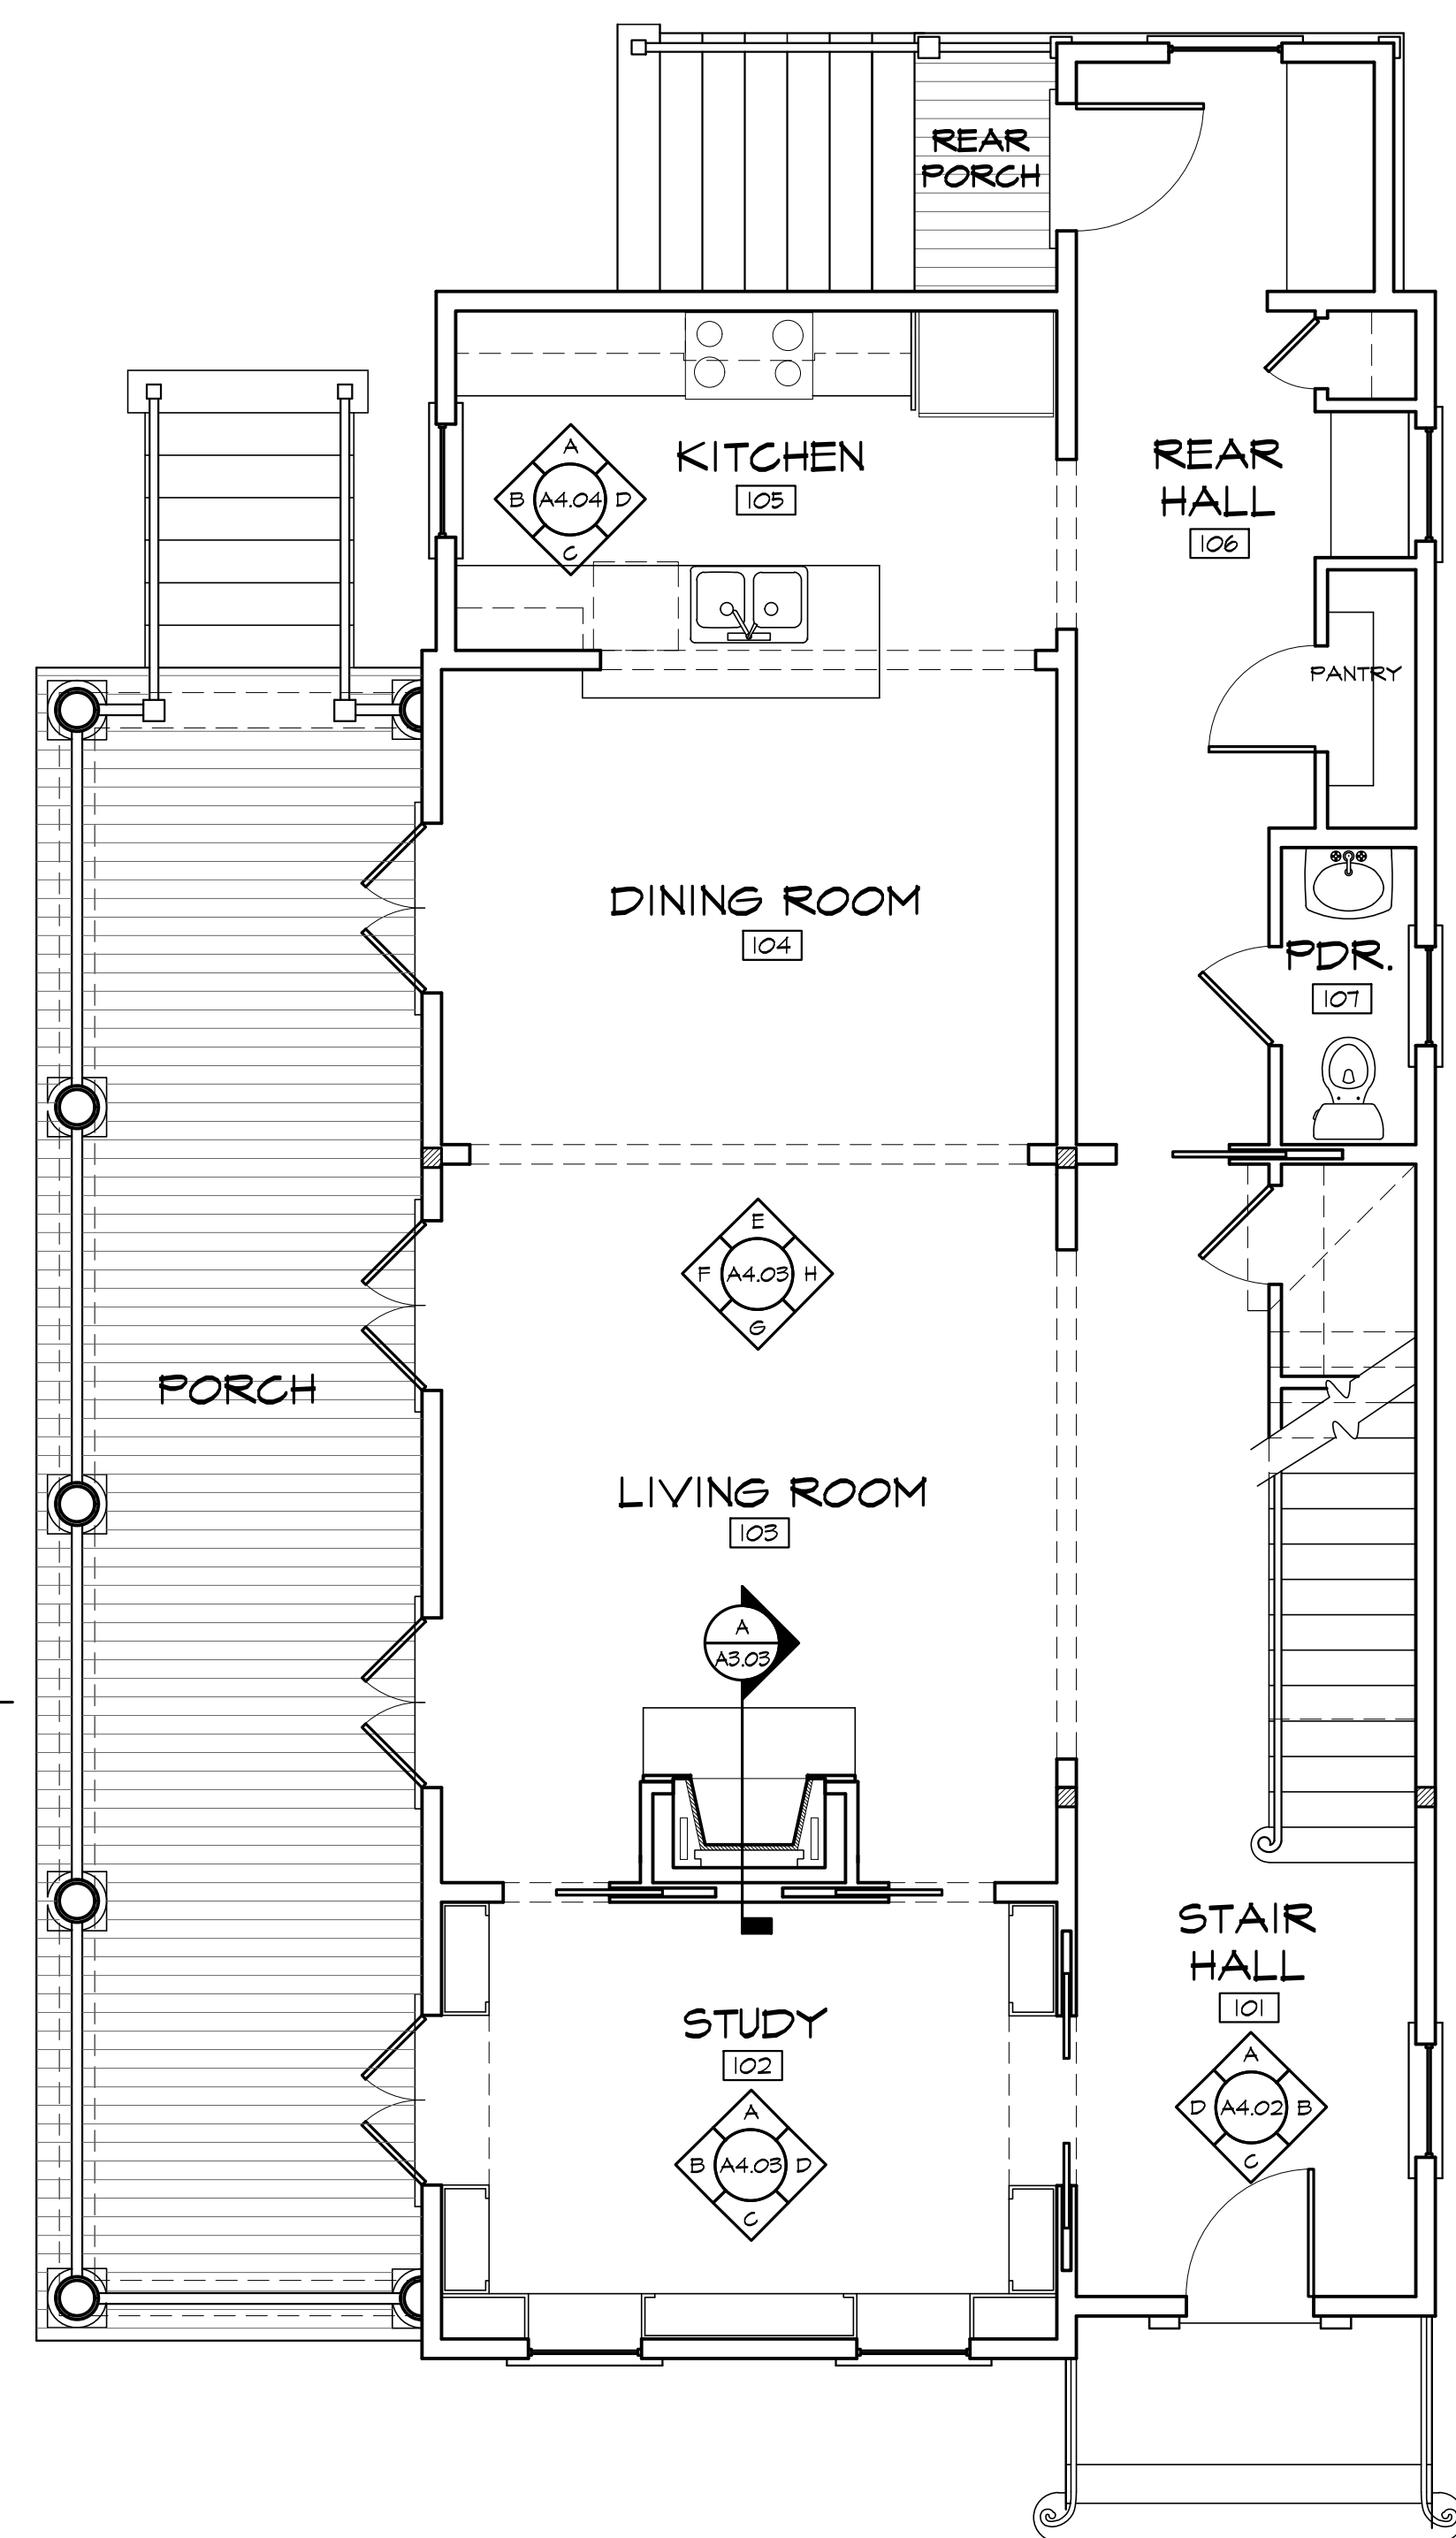 REAR
PORCH
KITCHEN
105
A
B
A4.04
D
C
REAR
HALL
106
PANTRY
DINING ROOM
104
PDR.
107
E
F
A4.03
H
G
PORCH
LIVING ROOM
103
A
A3.03
STAIR
HALL
101
STUDY
102
A
D
A4.02
B
C
A
B
A4.03
D
C